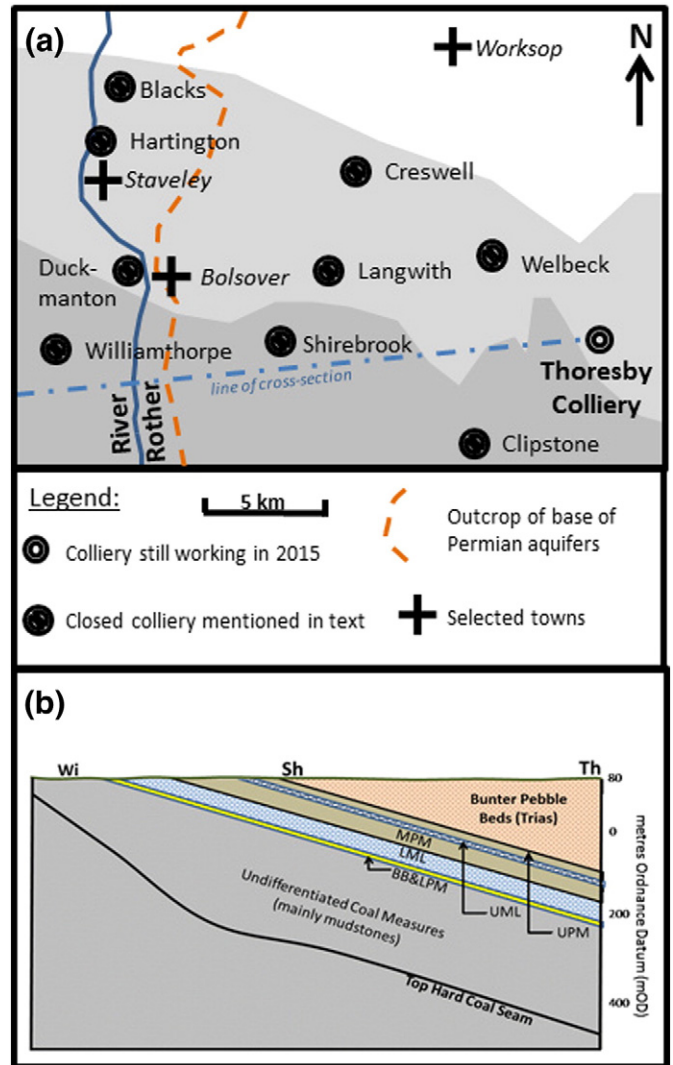 (a)
N
Worksop
Blacks
Hartington
Staveley
Creswell
Duck-
manton
Bolsover
Langwith
Welbeck
Williamthorpe
Shirebrook
line of cross-section
Thoresby
Colliery
River
Rother
Clipstone
Legend:
5 km
Colliery still working in 2015
Outcrop of base of
Permian aquifers
Closed colliery mentioned in text
Selected towns
(b)
Wi
Sh
Th
80
Bunter Pebble
Beds (Trias)
0
MPM
LML
BB&LPM
UML
UPM
Undifferentiated Coal Measures
(mainly mudstones)
200
Top Hard Coal Seam
400
metres Ordnance Datum (mOD)